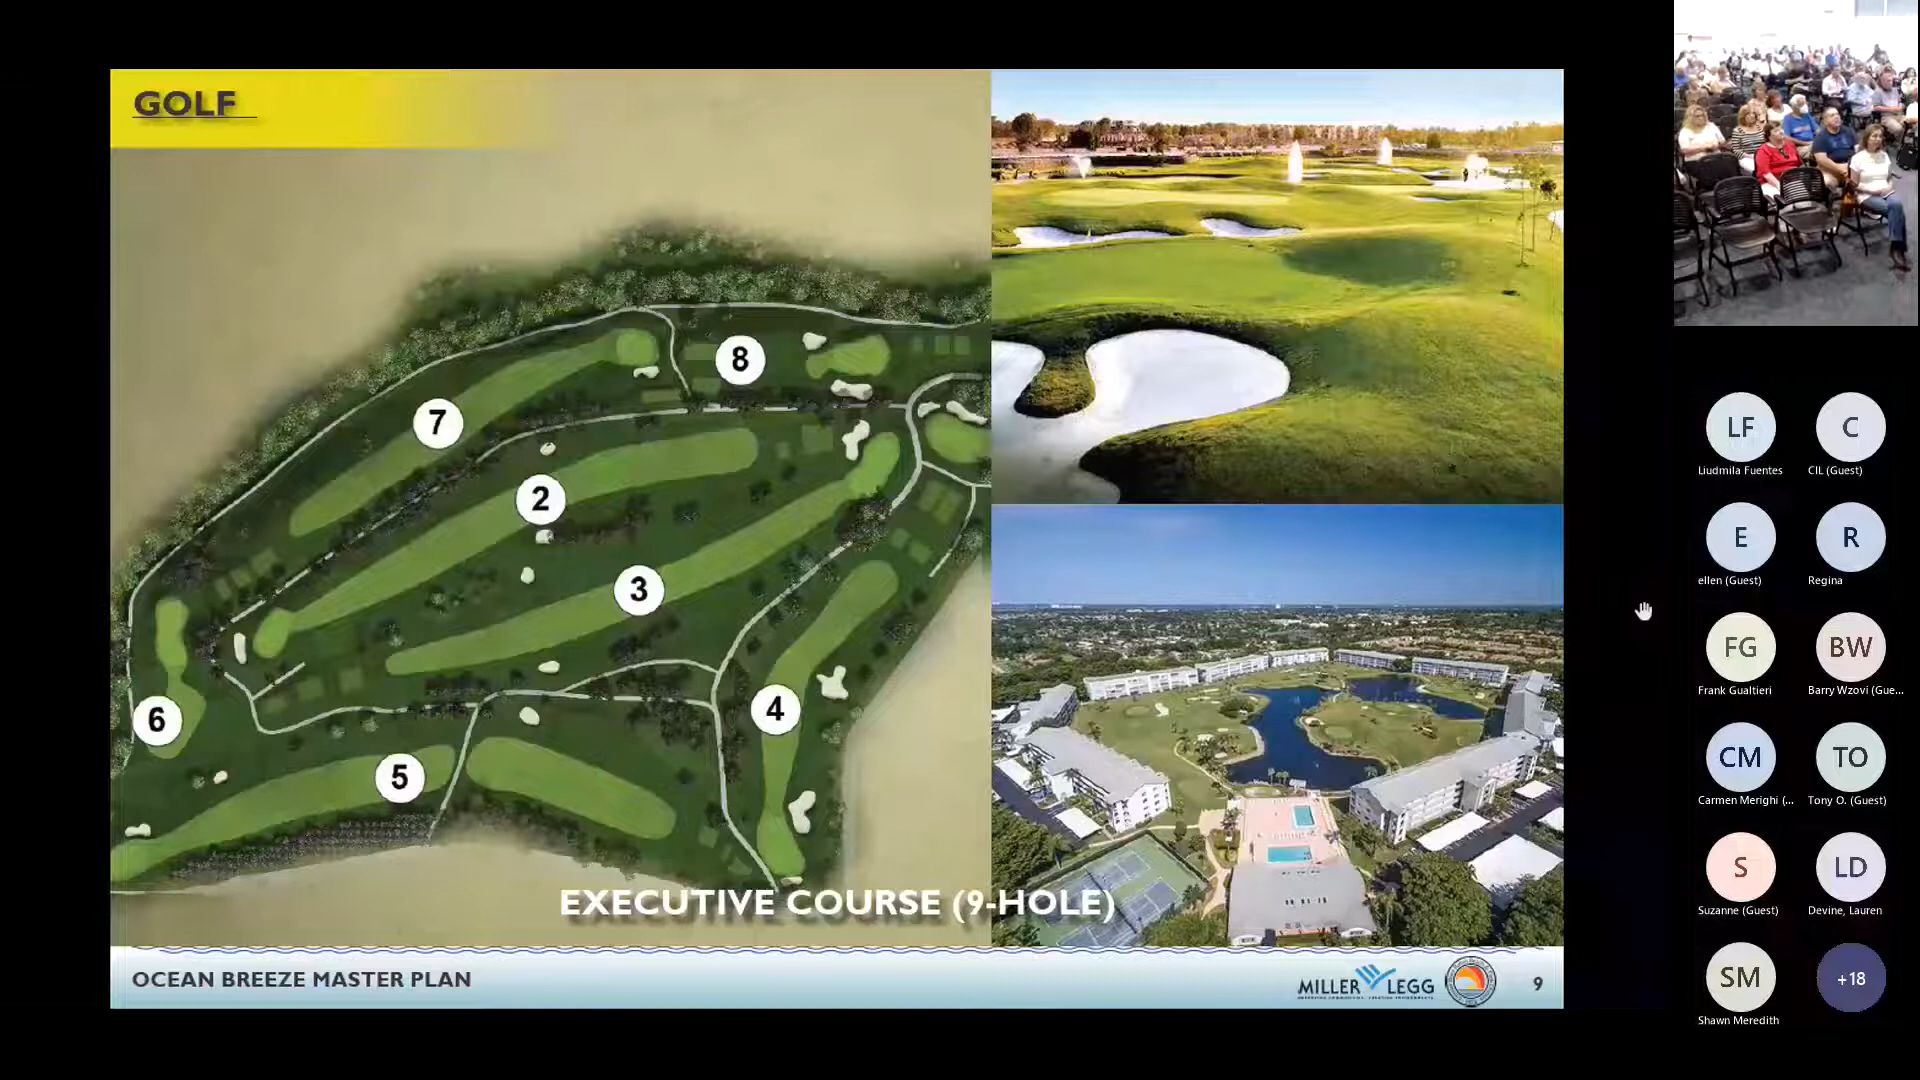 GOLF
7
8
2
3
6
4
5
EXECUTIVE COURSE (9-HOLE)
OCEAN BREEZE MASTER PLAN
MILLER LEGG
9
LF
Liudmila Fuentes
C
CIL (Guest)
E
ellen (Guest)
R
Regina
FG
Frank Gualtieri
BW
Barry Wzovi (Gue...
CM
Carmen Merighi (...
TO
Tony O. (Guest)
S
Suzanne (Guest)
LD
Devine, Lauren
SM
Shawn Meredith
+18